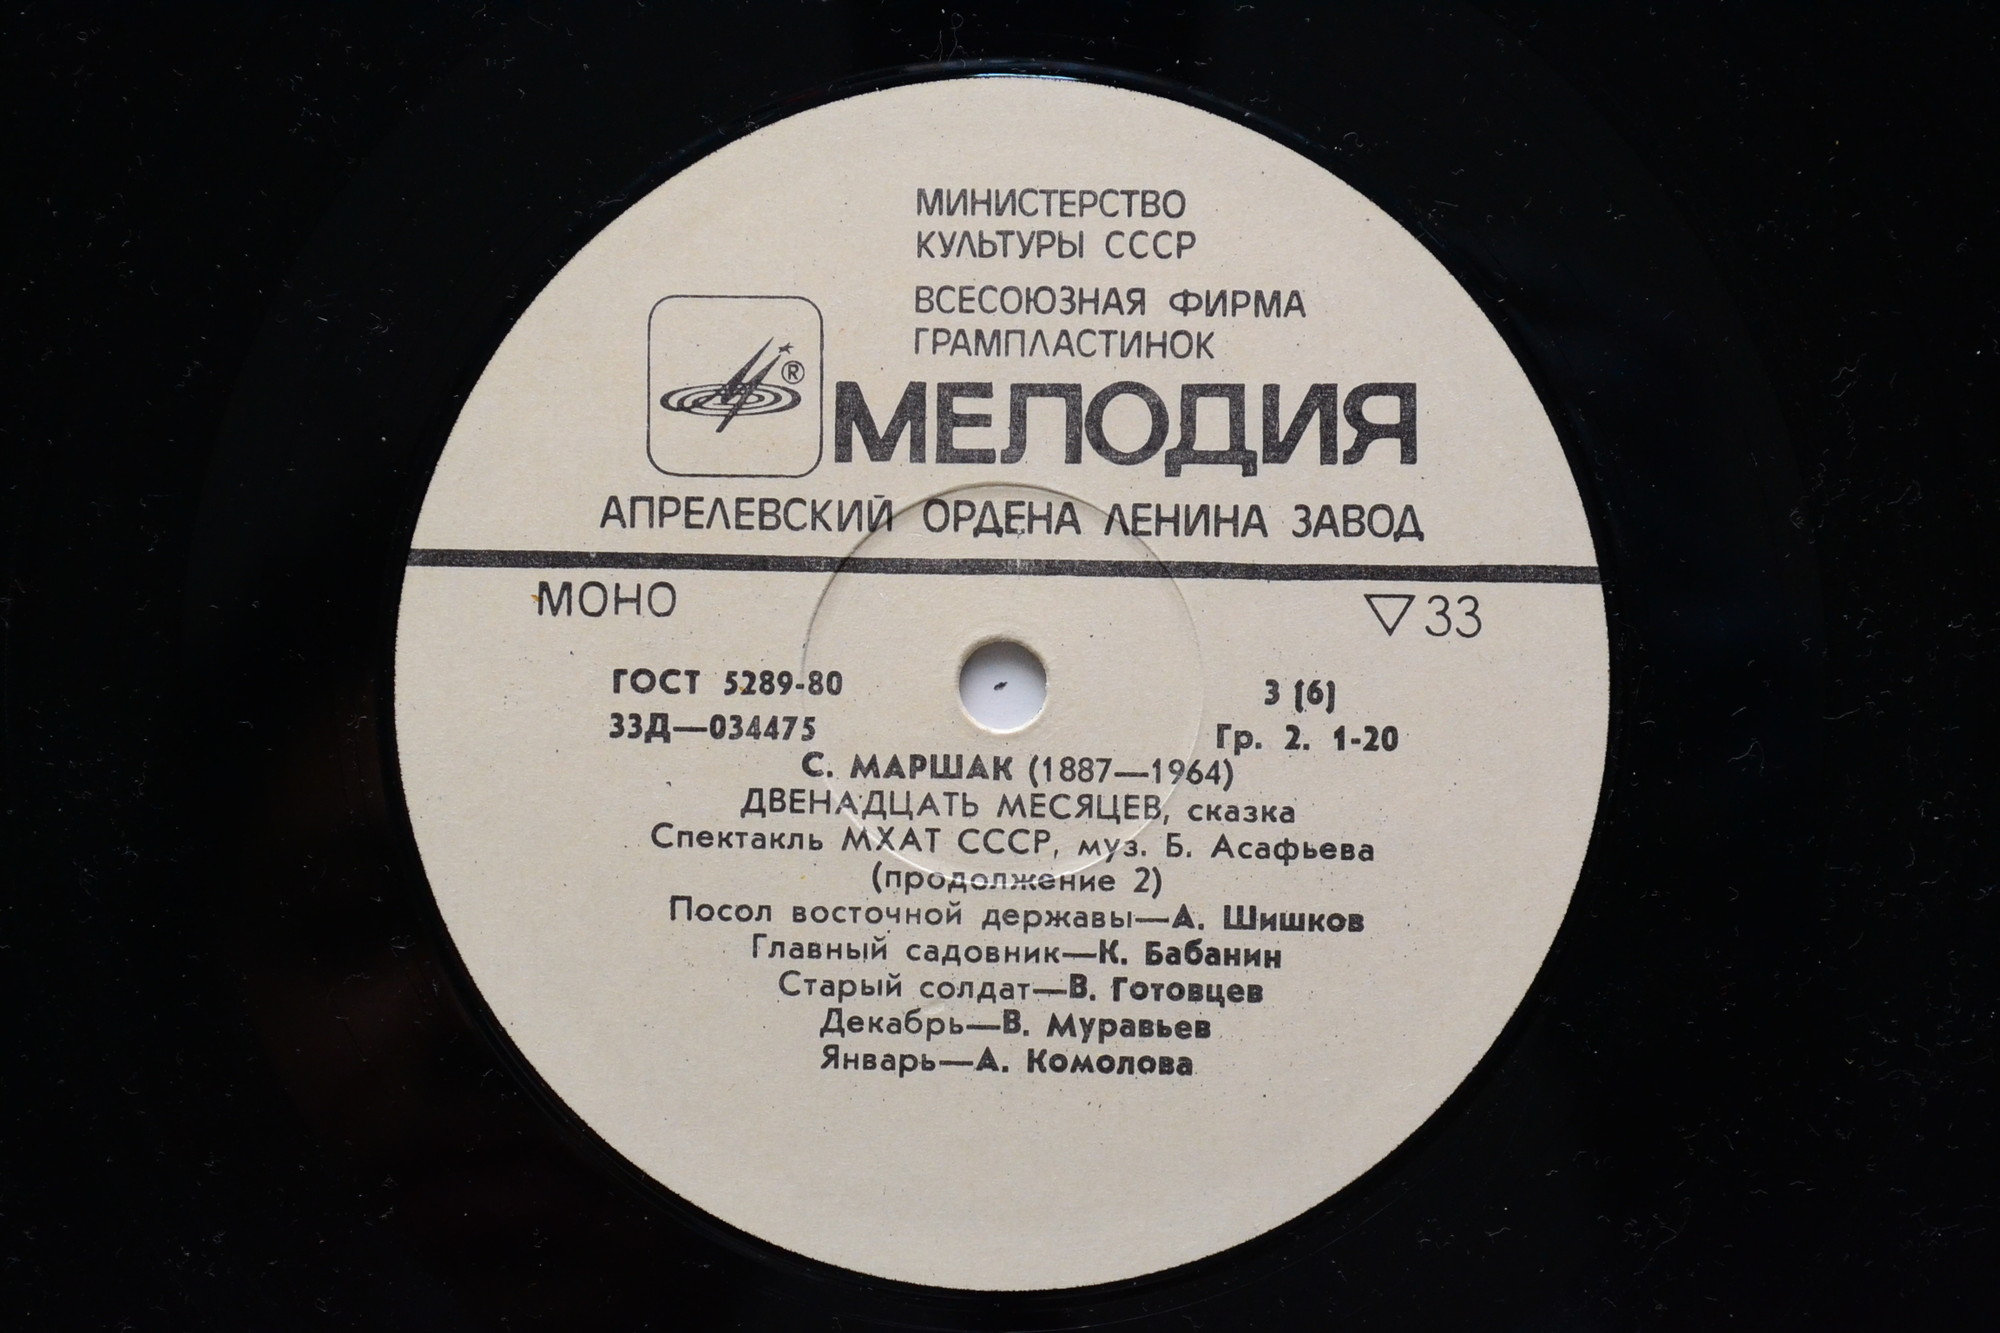 МИНИСТЕРСТВО
КУЛЬТУРЫ СССР
ВСЕСОЮЗНАЯ ФИРМА
ГРАМПЛАСТИНОК
®
МЕЛОДИЯ
АПРЕЛЕВСКИЙ ОРДЕНА ЛЕНИНА ЗАВОД
МОНО ▽33
ГОСТ 5289-80 3 (6)
33Д—034475 Гр. 2. 1-20
С. МАРШАК (1887—1964)
ДВЕНАДЦАТЬ МЕСЯЦЕВ, сказка
Спектакль МХАТ СССР, муз. Б. Асафьева
(продолжение 2)
Посол восточной державы—А. Шишков
Главный садовник—К. Бабанин
Старый солдат—В. Готовцев
Декабрь—В. Муравьев
Январь—А. Комолова